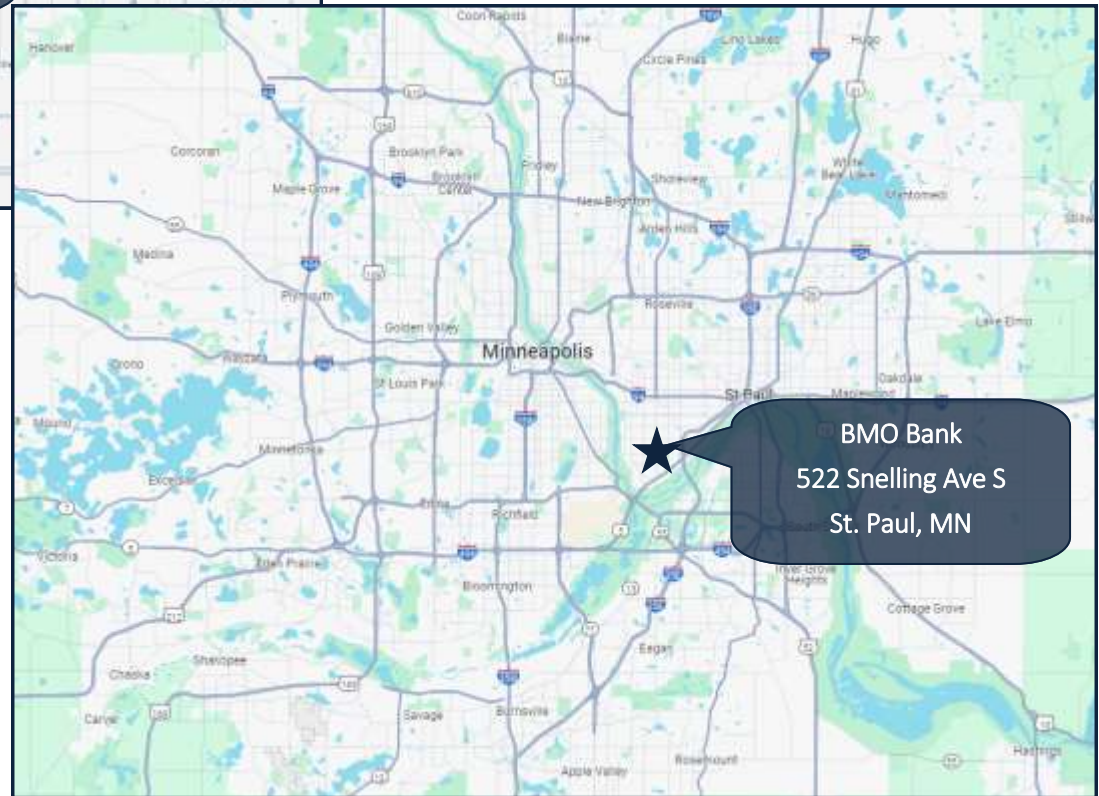 Coon Rapids
Hanover
Blaine
Lino Lakes
Hugo
Circle Pines
Corcoran
Brooklyn Park
Fridley
Brooklyn
Center
Maple Grove
Shoreview
White
Bear Lake
Mahtomedi
New Brighton
Arden Hills
Medina
Plymouth
Roseville
Golden Valley
Lake Elmo
Minneapolis
Orono
Wayzata
St Louis Park
Oakdale
St Paul
Maplewood
Mound
BMO Bank
522 Snelling Ave S
St. Paul, MN
Minnetonka
Excelsior
Edina
Richfield
Victoria
Eden Prairie
Bloomington
Inver Grove
Heights
Cottage Grove
Eagan
Shakopee
Chaska
Carver
Savage
Burnsville
Rosemount
Apple Valley
Hastings